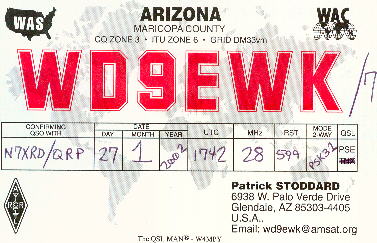 WAS ARIZONA WAC
MARICOPA COUNTY
CQ ZONE 3 • ITU ZONE 6 • GRID DM33vm
WD9EWK/7
CONFIRMING QSO WITH DAY DATE MONTH YEAR UTC MHz RST MODE 2-WAY QSL
N7XRD/QRP 27 1 2002 1742 28 599 PSK31 PSE
Patrick STODDARD
6938 W. Palo Verde Drive
Glendale, AZ 85303-4405
U.S.A.
Email: wd9ewk@amsat.org
The QSL MAN® - W4MPY